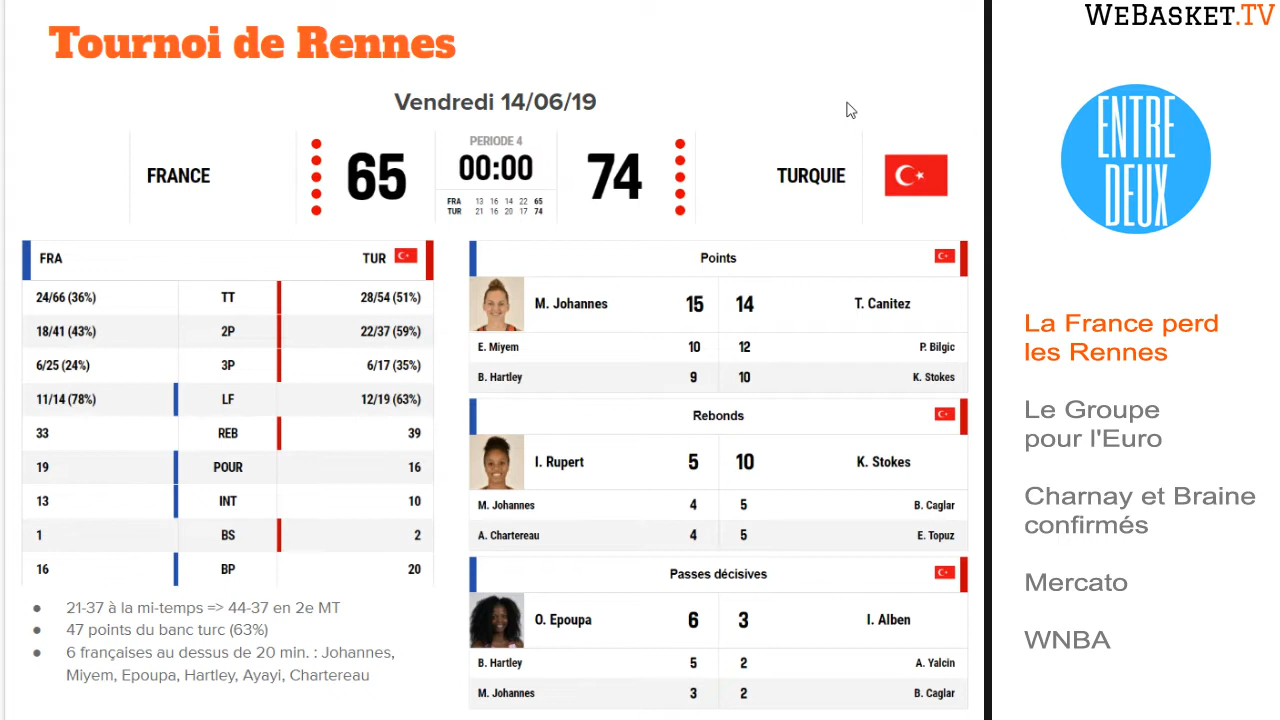 Tournoi de Rennes
Vendredi 14/06/19
FRANCE
65
PERIODE 4
00:00
FRA 13 16 14 22 65
TUR 21 16 20 17 74
74
TURQUIE
FRA TUR
24/66 (36%) TT 28/54 (51%)
18/41 (43%) 2P 22/37 (59%)
6/25 (24%) 3P 6/17 (35%)
11/14 (78%) LF 12/19 (63%)
33 REB 39
19 POUR 16
13 INT 10
1 BS 2
16 BP 20
21-37 à la mi-temps => 44-37 en 2e MT
47 points du banc turc (63%)
6 françaises au dessus de 20 min. : Johannes,
Miyem, Epoupa, Hartley, Ayayi, Chartereau
Points
M. Johannes 15 14 T. Canitez
E. Miyem 10 12 P. Bilgic
B. Hartley 9 10 K. Stokes
Rebonds
I. Rupert 5 10 K. Stokes
M. Johannes 4 5 B. Caglar
A. Chartereau 4 5 E. Topuz
Passes décisives
O. Epoupa 6 3 I. Alben
B. Hartley 5 2 A. Yalcin
M. Johannes 3 2 B. Caglar
WEBASKET.TV
ENTRE
DEUX
La France perd
les Rennes
Le Groupe
pour l'Euro
Charnay et Braine
confirmés
Mercato
WNBA